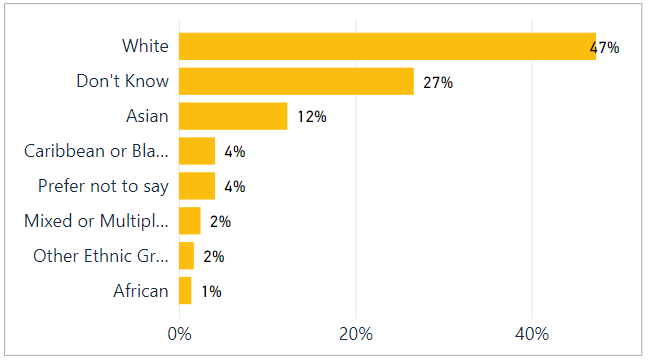 White 47%
Don't Know 27%
Asian 12%
Caribbean or Bla... 4%
Prefer not to say 4%
Mixed or Multipl... 2%
Other Ethnic Gr... 2%
African 1%
0% 20% 40%